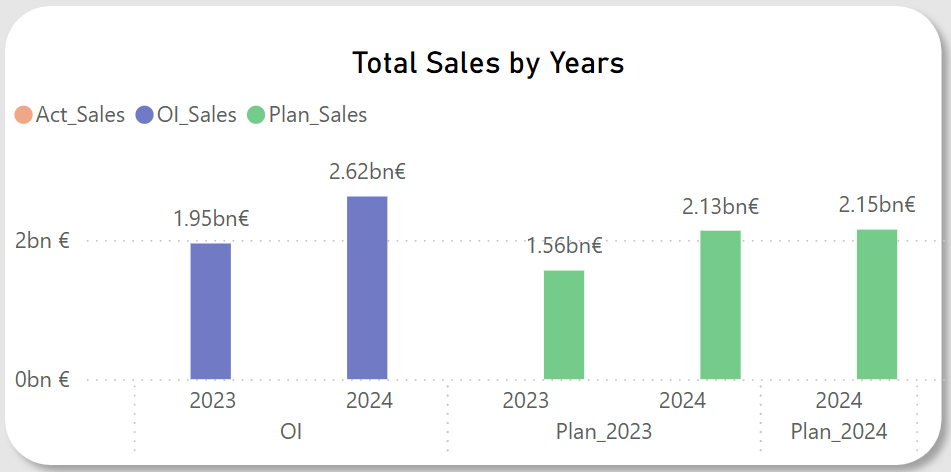 Total Sales by Years
Act_Sales OI_Sales Plan_Sales
2.62bn€
1.95bn€
2.13bn€
2.15bn€
2bn €
1.56bn€
0bn €
2023 2024 2023 2024 2024
OI Plan_2023 Plan_2024